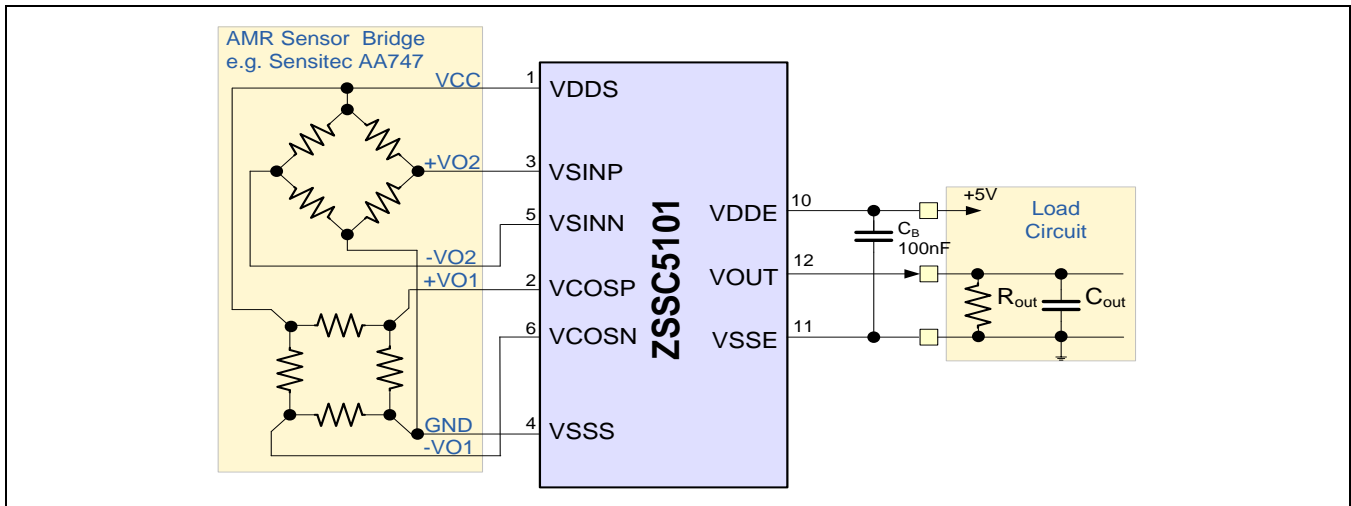 AMR Sensor Bridge
e.g. Sensitec AA747
VCC
1
VDDS
+VO2
3
VSINP
5
VSINN
-VO2
+VO1
2
VCOSP
6
VCOSN
GND
4
VSSS
-VO1
ZSSC5101
10
VDDE
12
VOUT
11
VSSE
CB
100nF
+5V
Load
Circuit
Rout
Cout